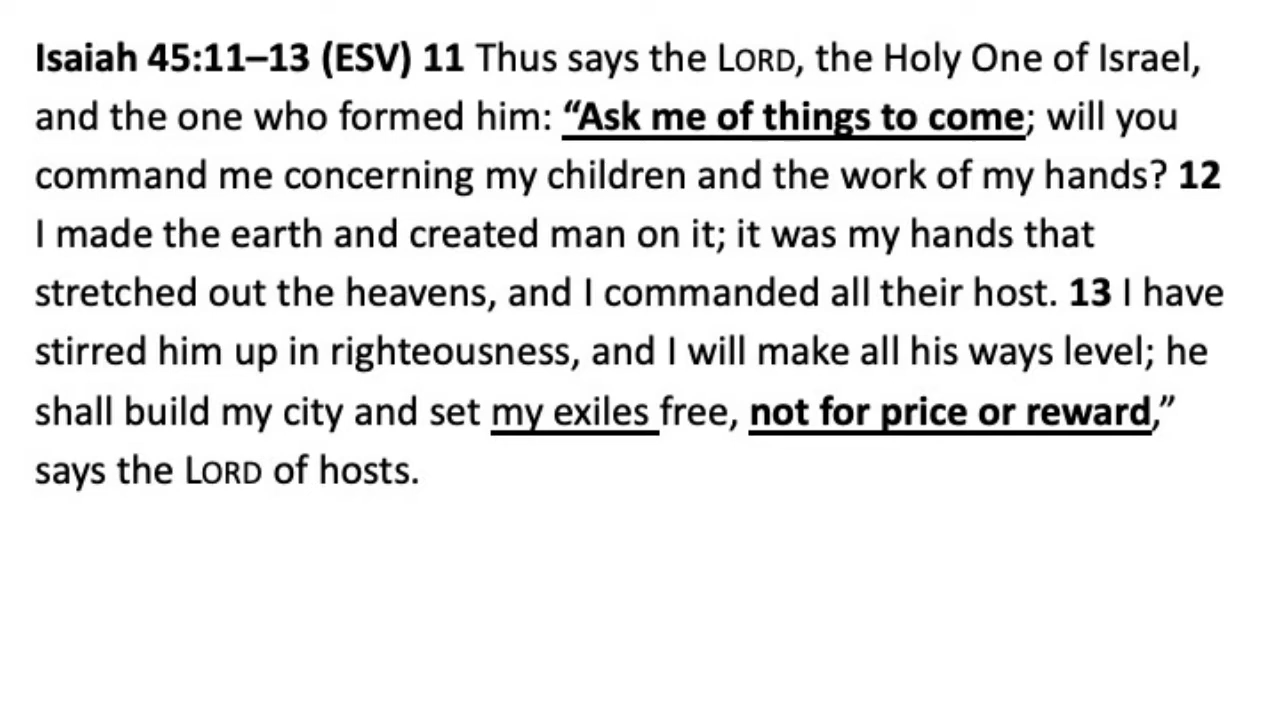 Isaiah 45:11–13 (ESV) 11 Thus says the LORD, the Holy One of Israel,
and the one who formed him: “Ask me of things to come; will you
command me concerning my children and the work of my hands? 12
I made the earth and created man on it; it was my hands that
stretched out the heavens, and I commanded all their host. 13 I have
stirred him up in righteousness, and I will make all his ways level; he
shall build my city and set my exiles free, not for price or reward,”
says the LORD of hosts.